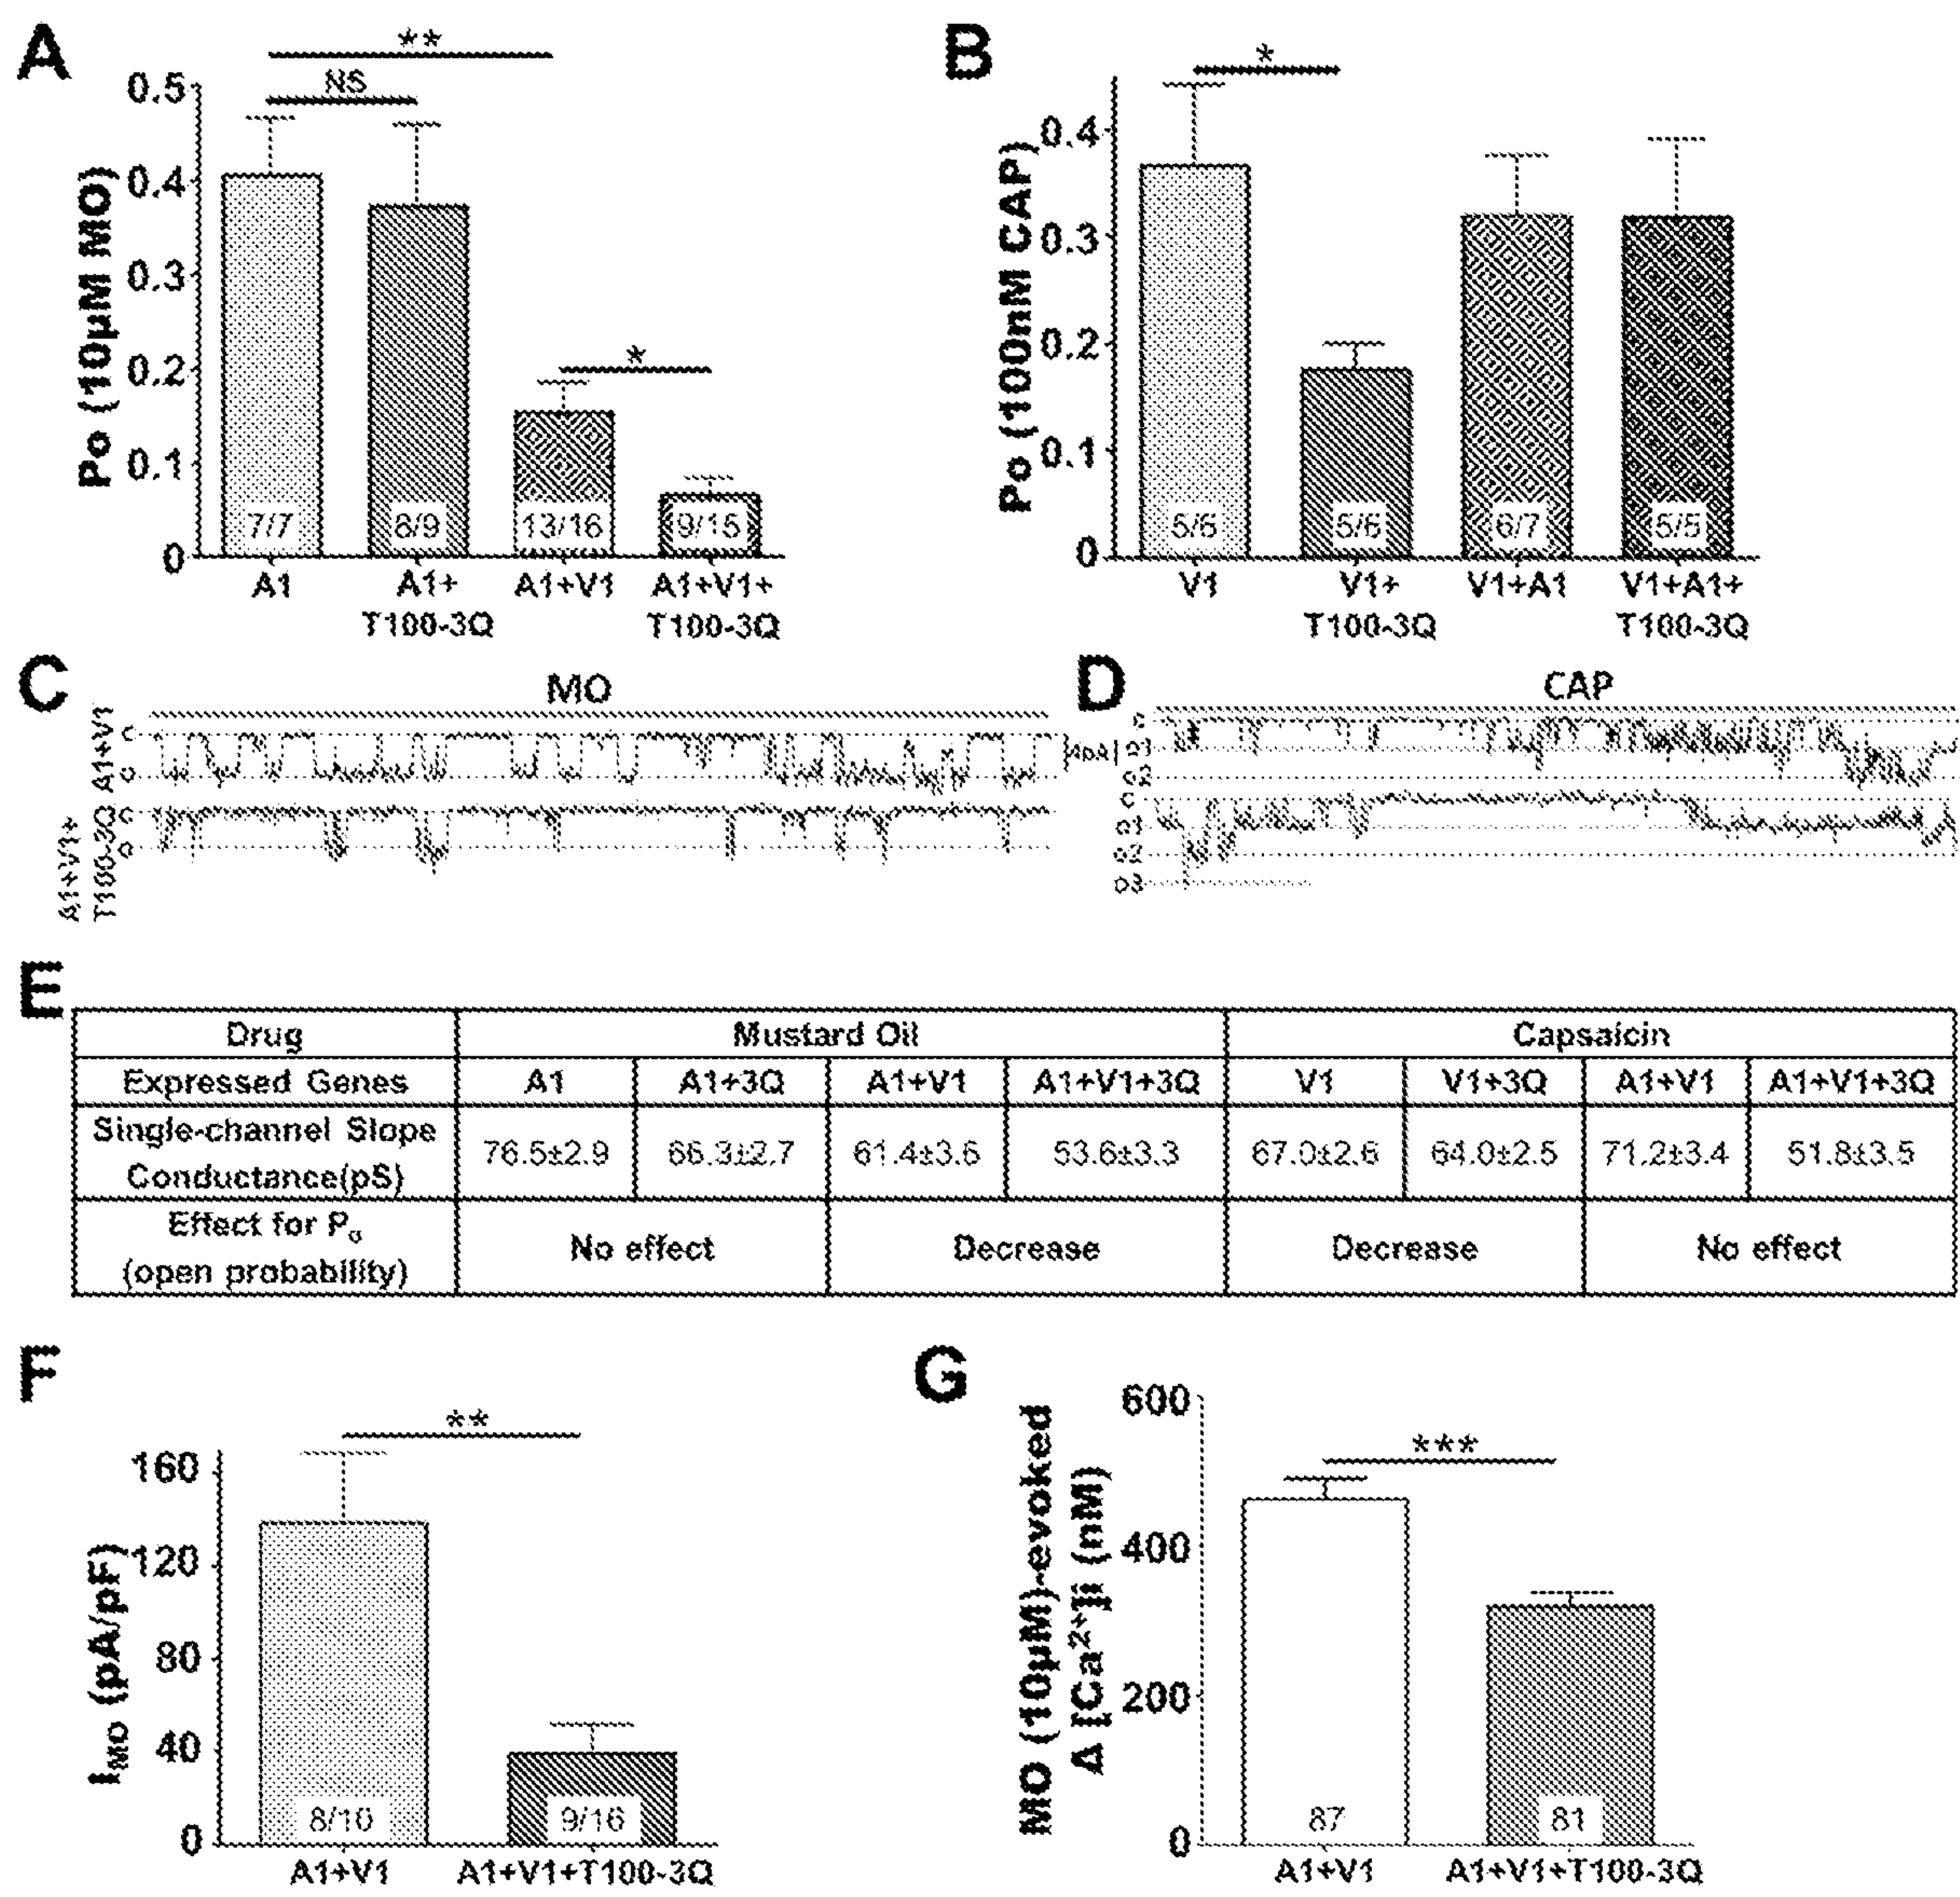 A
**
NS
*
0.5
0.4
0.3
0.2
0.1
0
Po (10µM MO)
7/7
8/9
13/16
9/15
A1
A1+
T100-3Q
A1+V1
A1+V1+
T100-3Q
B
*
0.4
0.3
0.2
0.1
0
Po (100nM CAP)
5/6
5/6
6/7
5/5
V1
V1+
T100-3Q
V1+A1
V1+A1+
T100-3Q
C
MO
A1+V1
C
O
A1+V1+
T100-3Q
C
O
4pA
D
CAP
C
O1
O2
C
O1
O2
O3
E
Drug Mustard Oil Capsaicin
Expressed Genes A1 A1+3Q A1+V1 A1+V1+3Q V1 V1+3Q A1+V1 A1+V1+3Q
Single-channel Slope
Conductance(pS)
76.5±2.9 66.3±2.7 61.4±3.6 53.6±3.3 67.0±2.6 64.0±2.5 71.2±3.4 51.8±3.5
Effect for Po
(open probability)
No effect Decrease Decrease No effect
F
**
160
120
80
40
0
IMO (pA/pF)
8/10
9/16
A1+V1
A1+V1+T100-3Q
G
***
600
400
200
0
MO (10µM)-evoked
Δ [Ca2+]i (nM)
87
81
A1+V1
A1+V1+T100-3Q